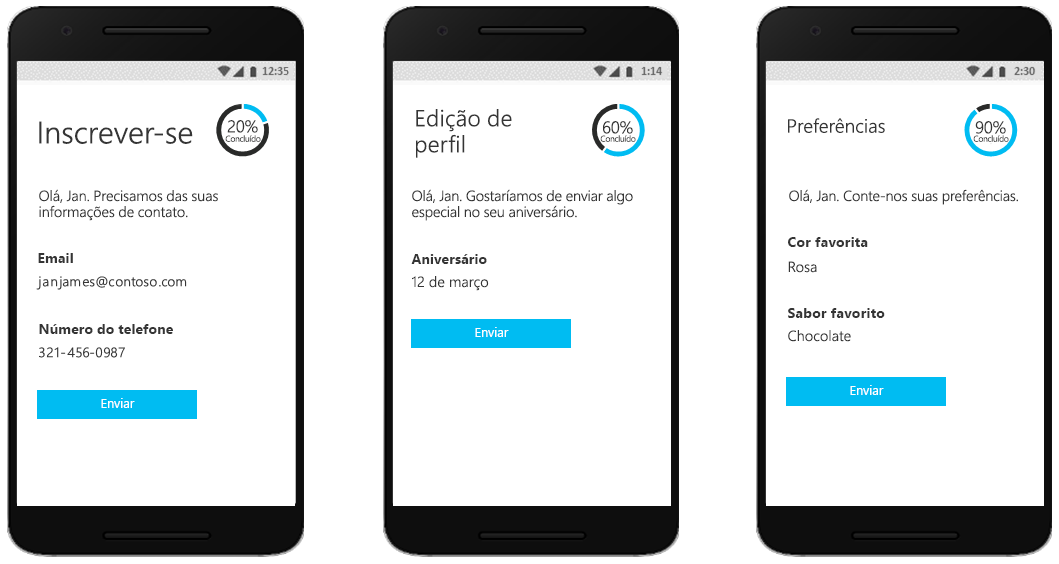 12:35
Inscrever-se
20%
Concluído
Olá, Jan. Precisamos das suas
informações de contato.
Email
janjames@contoso.com
Número do telefone
321-456-0987
Enviar
1:14
Edição de
perfil
60%
Concluído
Olá, Jan. Gostaríamos de enviar algo
especial no seu aniversário.
Aniversário
12 de março
Enviar
2:30
Preferências
90%
Concluído
Olá, Jan. Conte-nos suas preferências.
Cor favorita
Rosa
Sabor favorito
Chocolate
Enviar